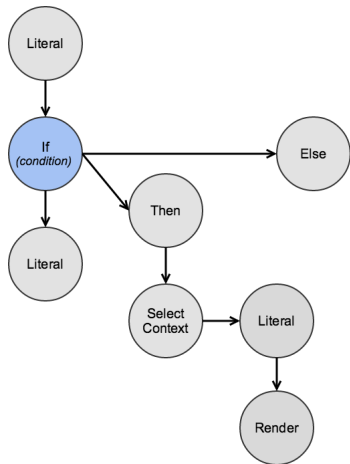 Literal
If
(condition)
Else
Then
Literal
Select
Context
Literal
Render